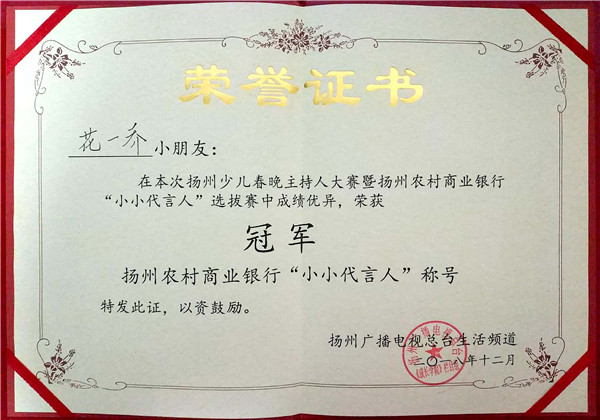 荣誉证书
花一乔小朋友：
在本次扬州少儿春晚主持人大赛暨扬州农村商业银行
“小小代言人”选拔赛中成绩优异，荣获
冠军
扬州农村商业银行“小小代言人”称号
特发此证，以资鼓励。
扬州广播电视总台生活频道
二〇一八年十二月